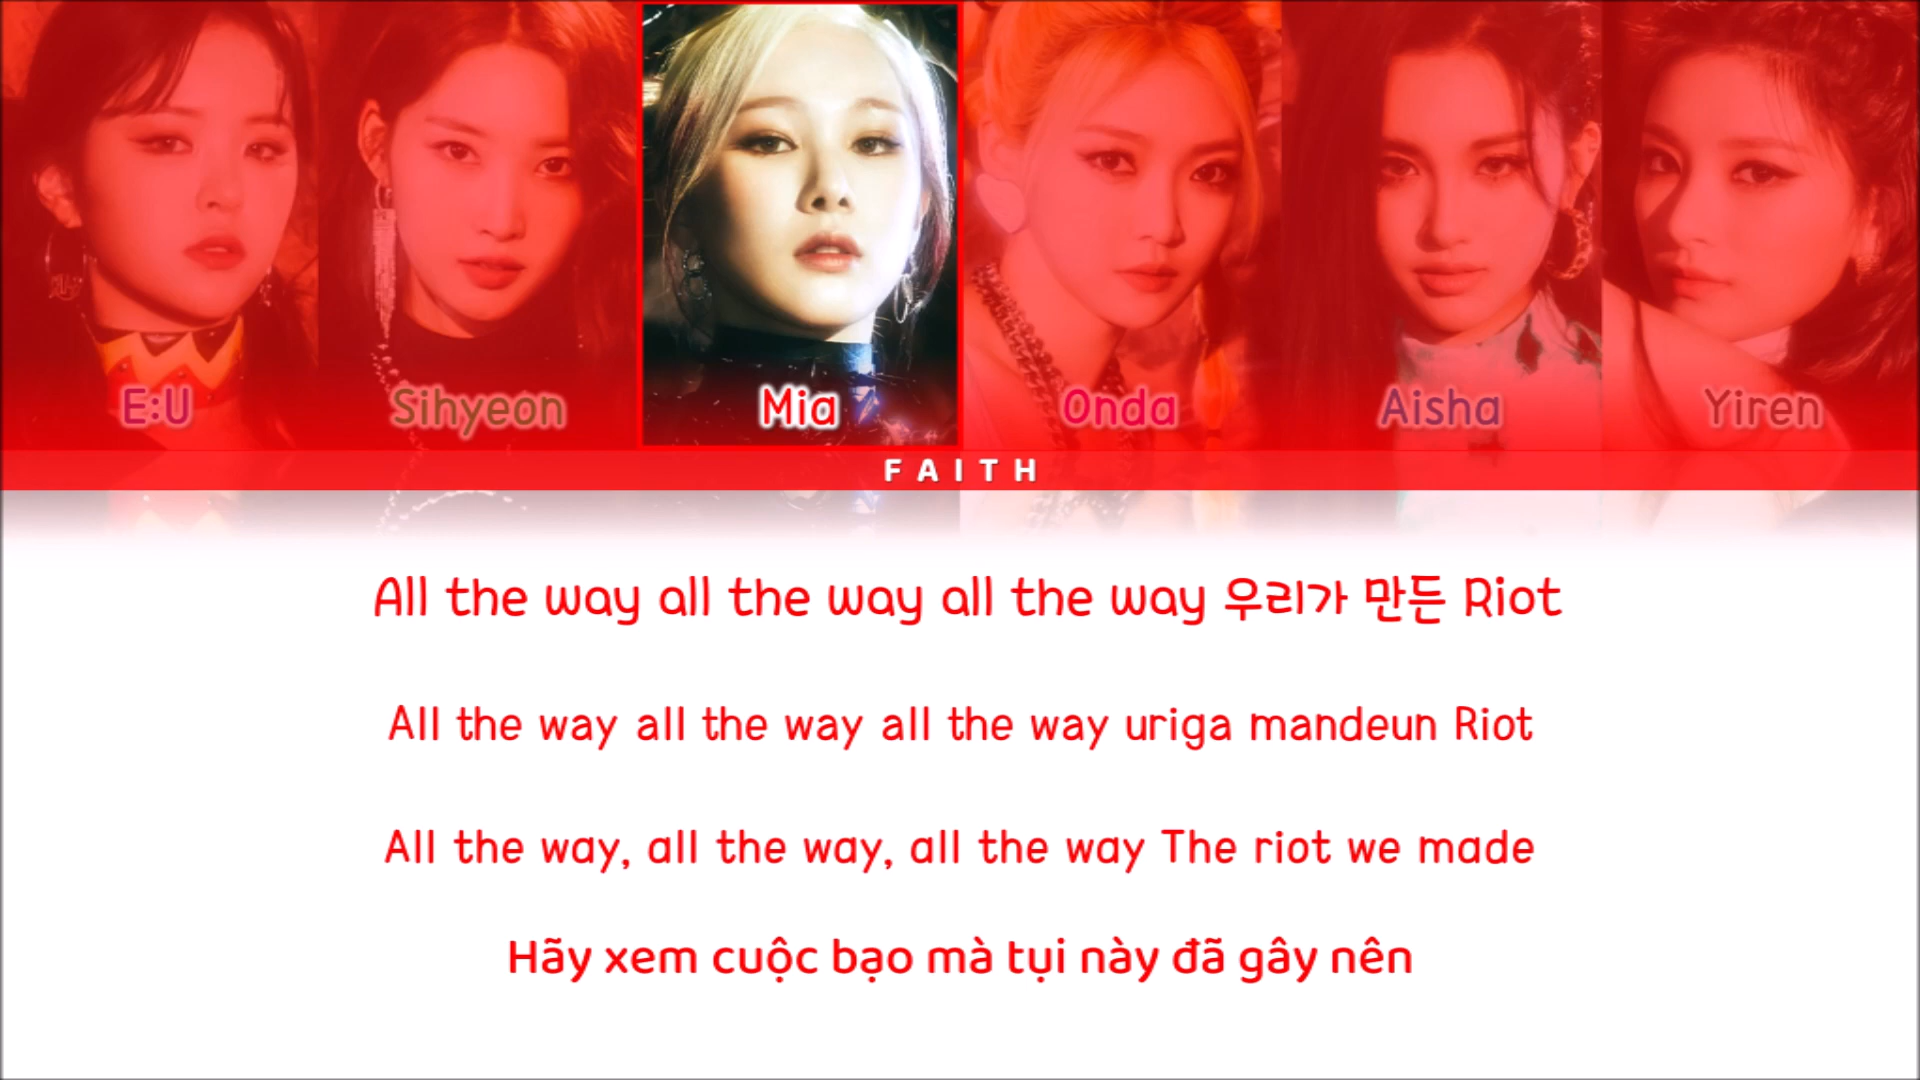 E:U Sihyeon Mia Onda Aisha Yiren
FAITH
All the way all the way all the way 우리가 만든 Riot
All the way all the way all the way uriga mandeun Riot
All the way, all the way, all the way The riot we made
Hãy xem cuộc bạo mà tụi này đã gây nên